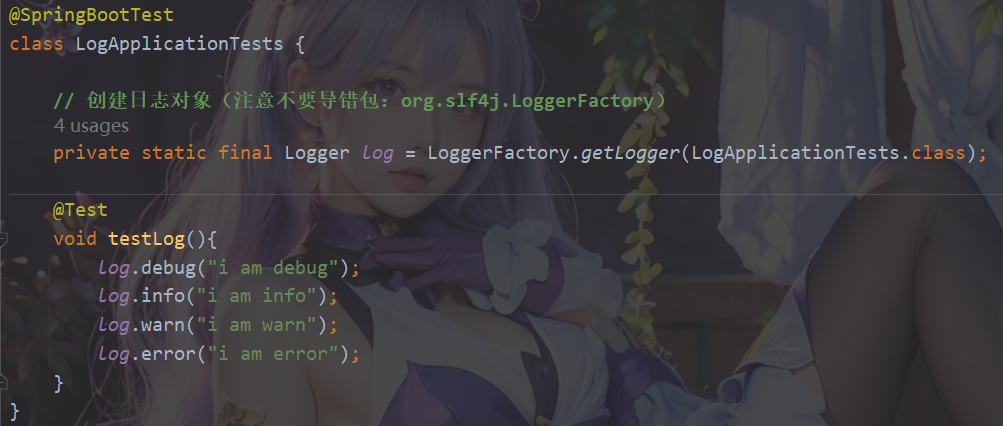 @SpringBootTest
class LogApplicationTests {
// 创建日志对象（注意不要导错包：org.slf4j.LoggerFactory）
4 usages
private static final Logger log = LoggerFactory.getLogger(LogApplicationTests.class);
@Test
void testLog(){
log.debug("i am debug");
log.info("i am info");
log.warn("i am warn");
log.error("i am error");
}
}